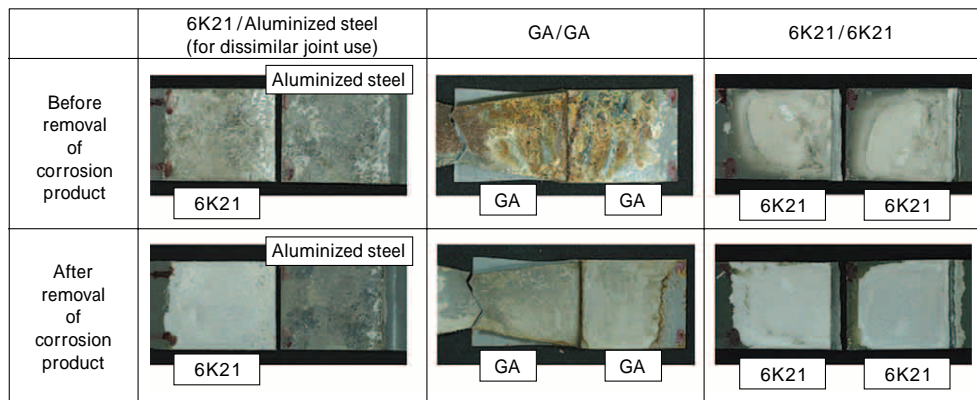 6K21/Aluminized steel
(for dissimilar joint use)
GA/GA
6K21/6K21
Before
removal
of
corrosion
product
Aluminized steel
6K21
GA
GA
6K21
6K21
After
removal
of
corrosion
product
Aluminized steel
6K21
GA
GA
6K21
6K21